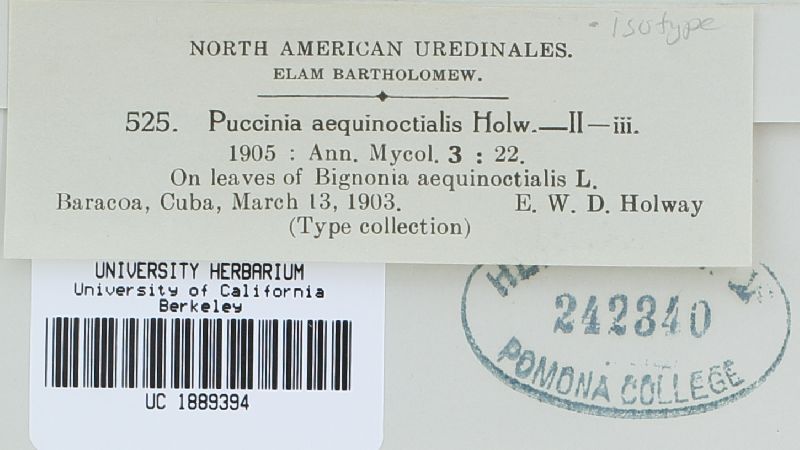 - isotype
NORTH AMERICAN UREDINALES.
ELAM BARTHOLOMEW.
525. Puccinia aequinoctialis Holw.—II—iii.
1905 : Ann. Mycol. 3 : 22.
On leaves of Bignonia aequinoctialis L.
Baracoa, Cuba, March 13, 1903. E. W. D. Holway
(Type collection)
UNIVERSITY HERBARIUM
University of California
Berkeley
UC 1889394
242340
POMONA COLLEGE